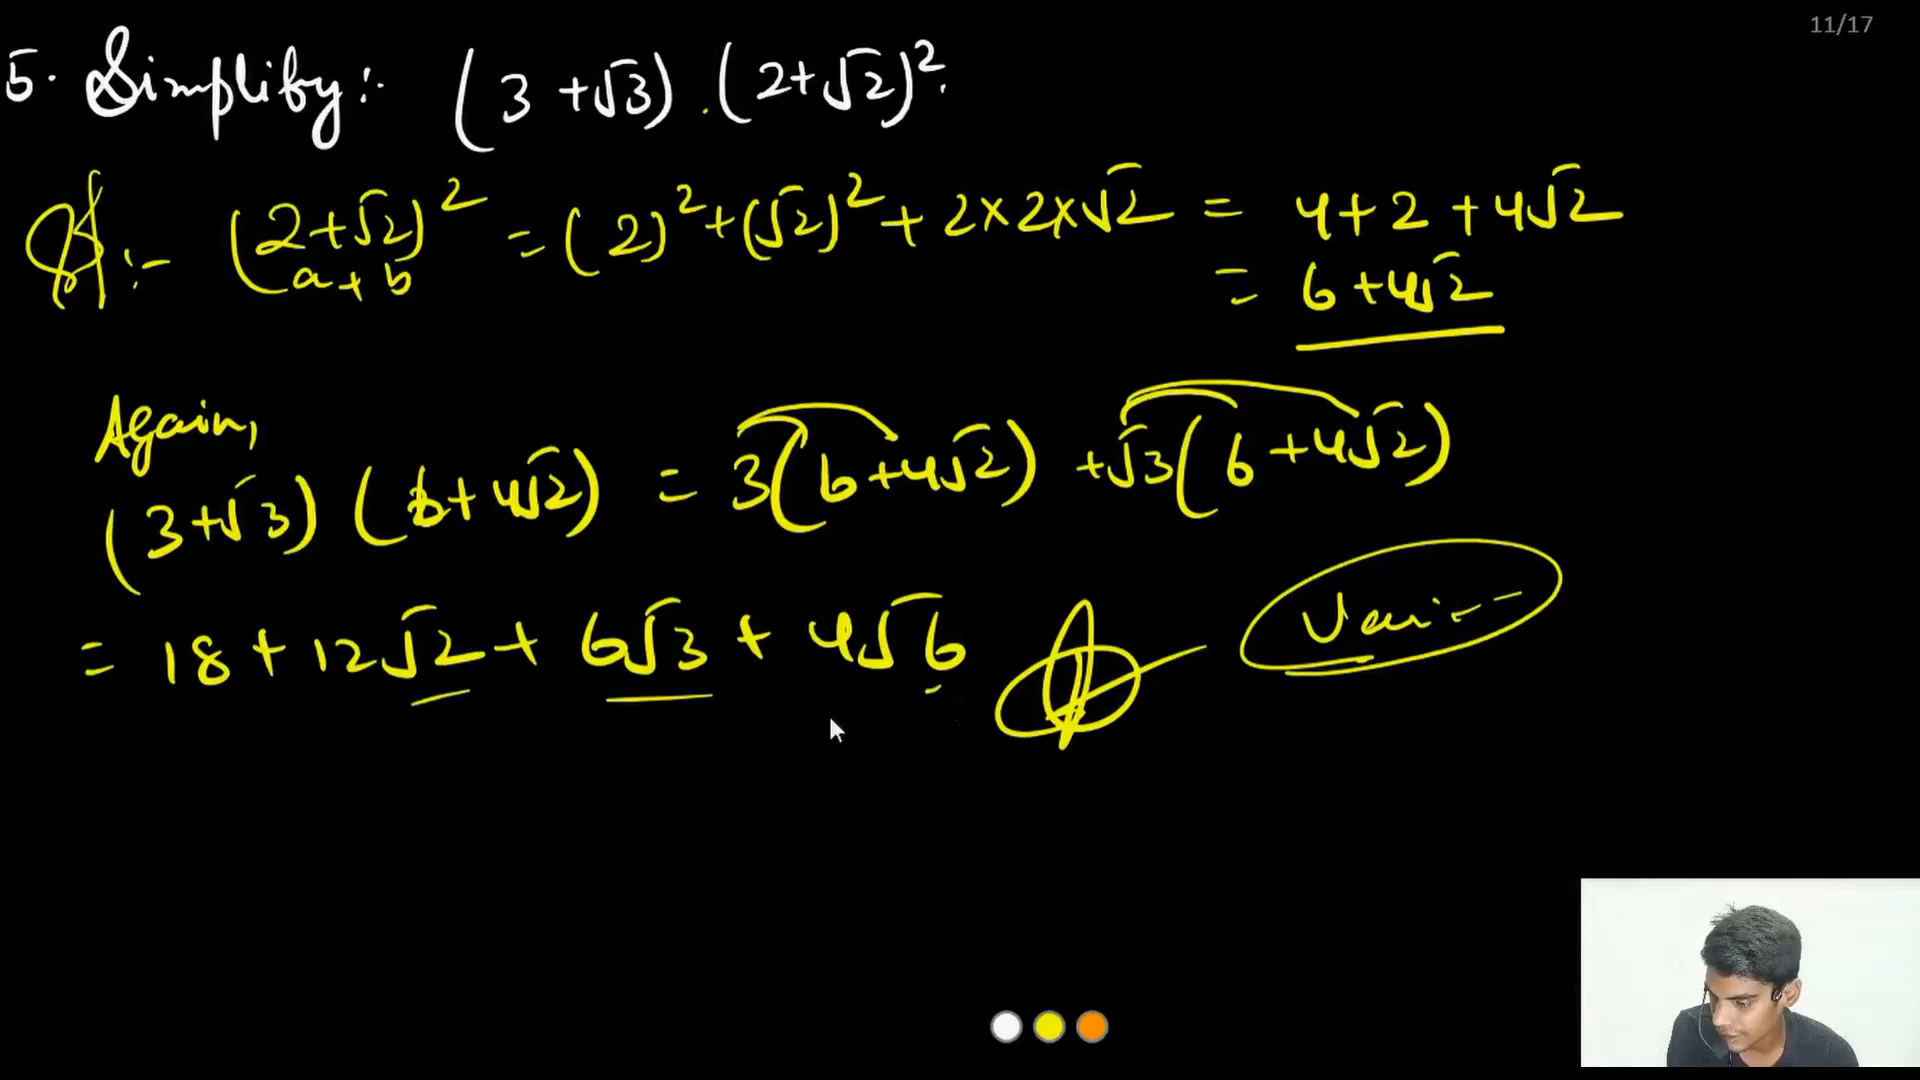 11/17
5. Simplify:- (3 +√3) . (2+√2)².
:- (2+√2)² = (2)² + (√2)² + 2×2×√2 = 4+2+4√2
a + b
= 6+4√2
Again,
(3+√3) (6+4√2) = 3(6+4√2) +√3(6+4√2)
= 18+12√2 + 6√3 + 4√6